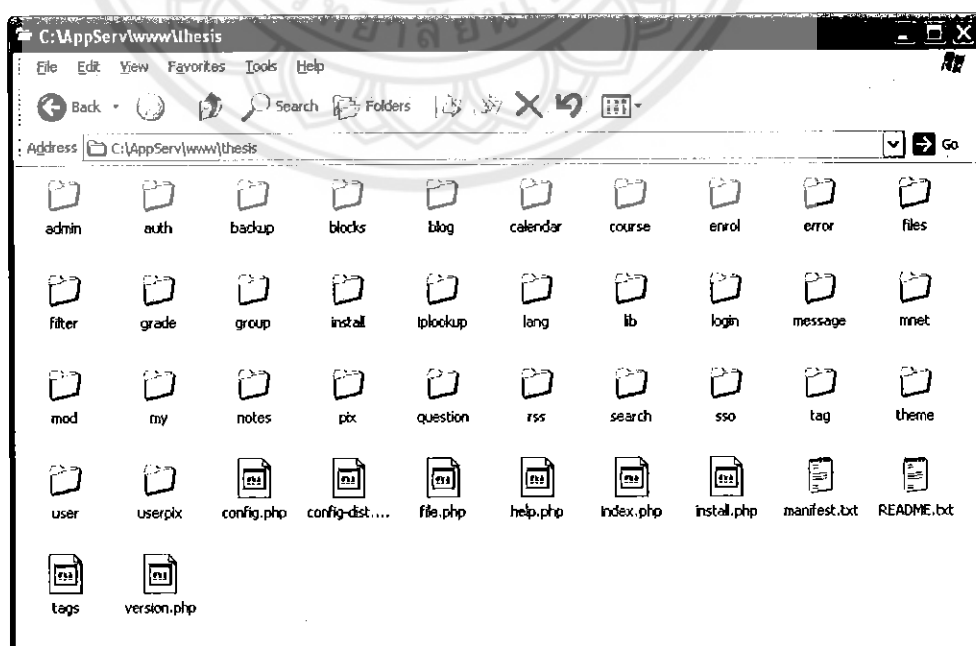 C:\AppServ\www\thesis
File Edit View Favorites Tools Help
Back Search Folders
Address C:\AppServ\www\thesis Go
admin auth backup blocks blog calendar course enrol error files
filter grade group install iplookup lang lib login message mnet
mod my notes pix question rss search sso tag theme
user userpix config.php config-dist.... file.php help.php index.php install.php manifest.txt README.txt
tags version.php